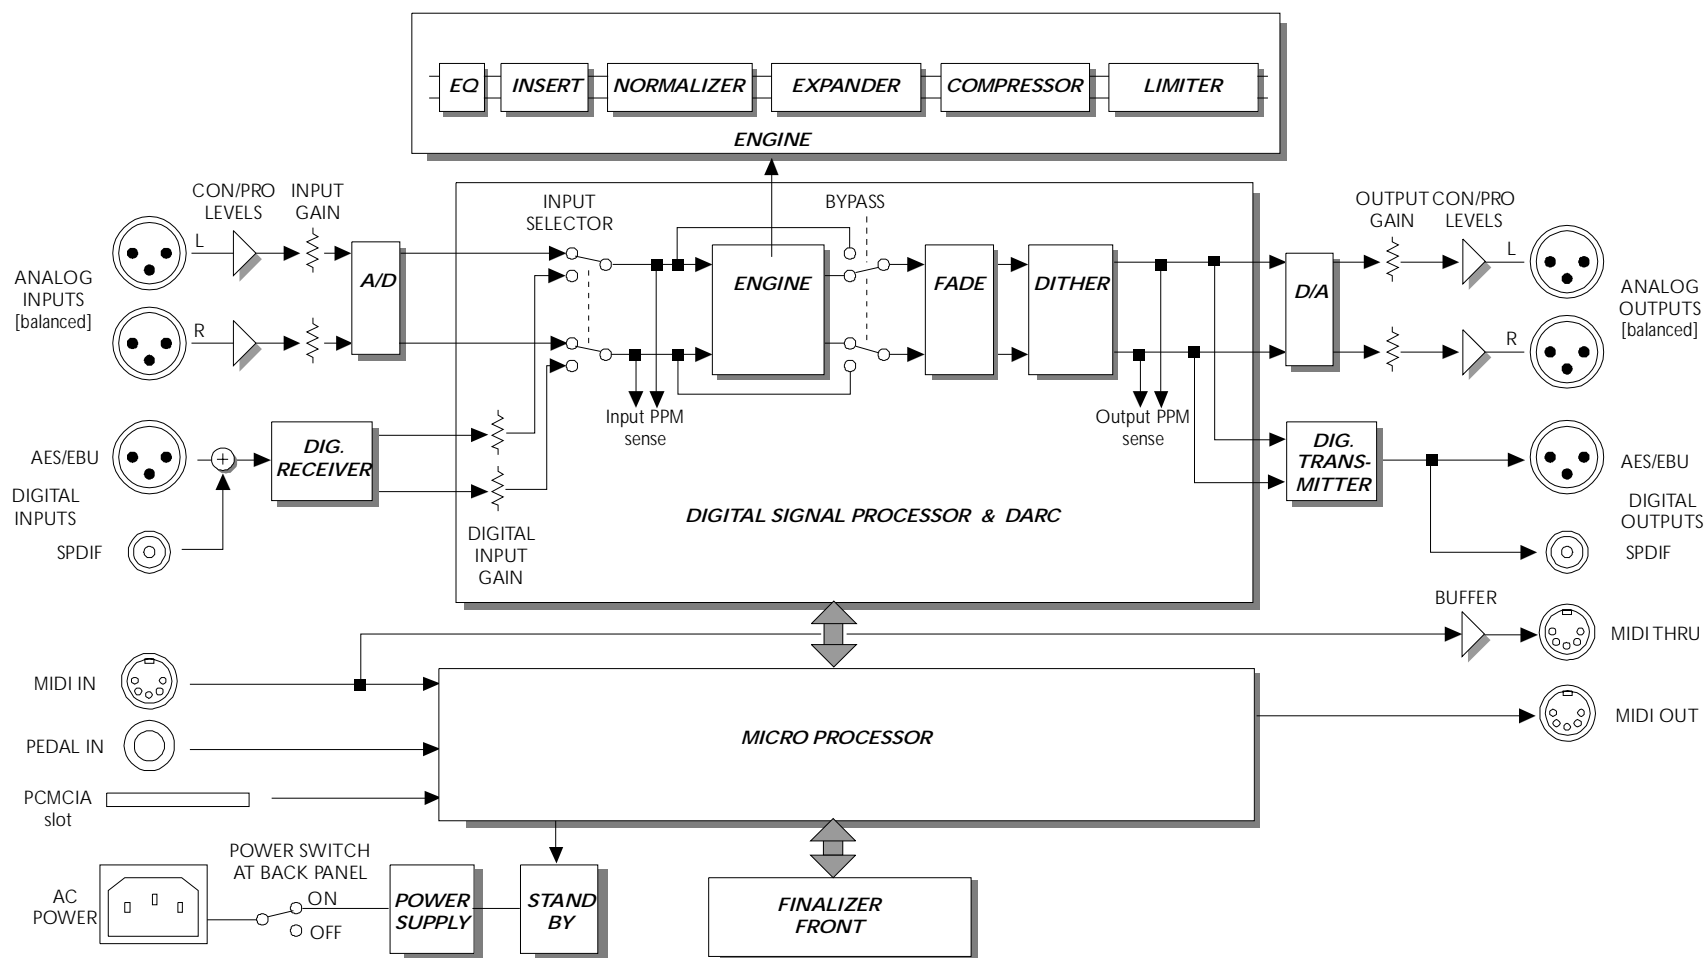 EQ INSERT NORMALIZER EXPANDER COMPRESSOR LIMITER
ENGINE
CON/PRO
LEVELS
INPUT
GAIN
INPUT
SELECTOR
BYPASS
OUTPUT
GAIN
CON/PRO
LEVELS
L
R
ANALOG
INPUTS
[balanced]
A/D
ENGINE
FADE
DITHER
D/A
L
R
ANALOG
OUTPUTS
[balanced]
Input PPM
sense
Output PPM
sense
AES/EBU
DIGITAL
INPUTS
SPDIF
+
DIG.
RECEIVER
DIGITAL
INPUT
GAIN
DIGITAL SIGNAL PROCESSOR & DARC
DIG.
TRANS-
MITTER
AES/EBU
DIGITAL
OUTPUTS
SPDIF
BUFFER
MIDI THRU
MIDI IN
MIDI OUT
PEDAL IN
MICRO PROCESSOR
PCMCIA
slot
POWER SWITCH
AT BACK PANEL
AC
POWER
ON
OFF
POWER
SUPPLY
STAND
BY
FINALIZER
FRONT